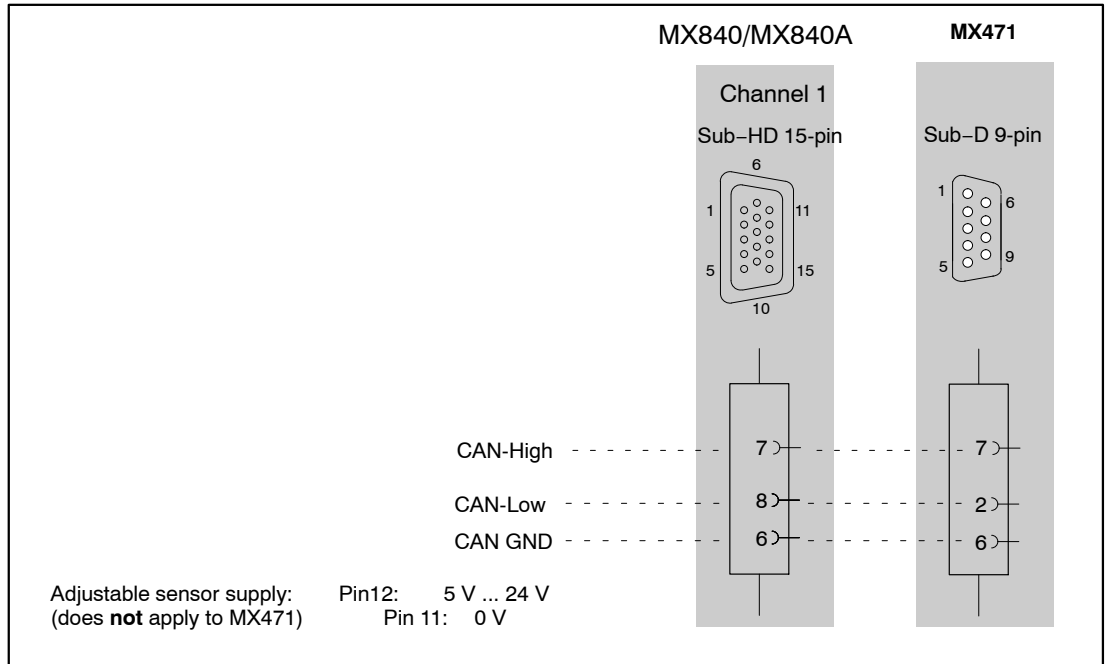 MX840/MX840A MX471
Channel 1
Sub−HD 15-pin Sub−D 9-pin
6
1 11
5 15
10
1 6
5 9
CAN-High 7 7
CAN-Low 8 2
CAN GND 6 6
Adjustable sensor supply: Pin12: 5 V ... 24 V
(does not apply to MX471) Pin 11: 0 V